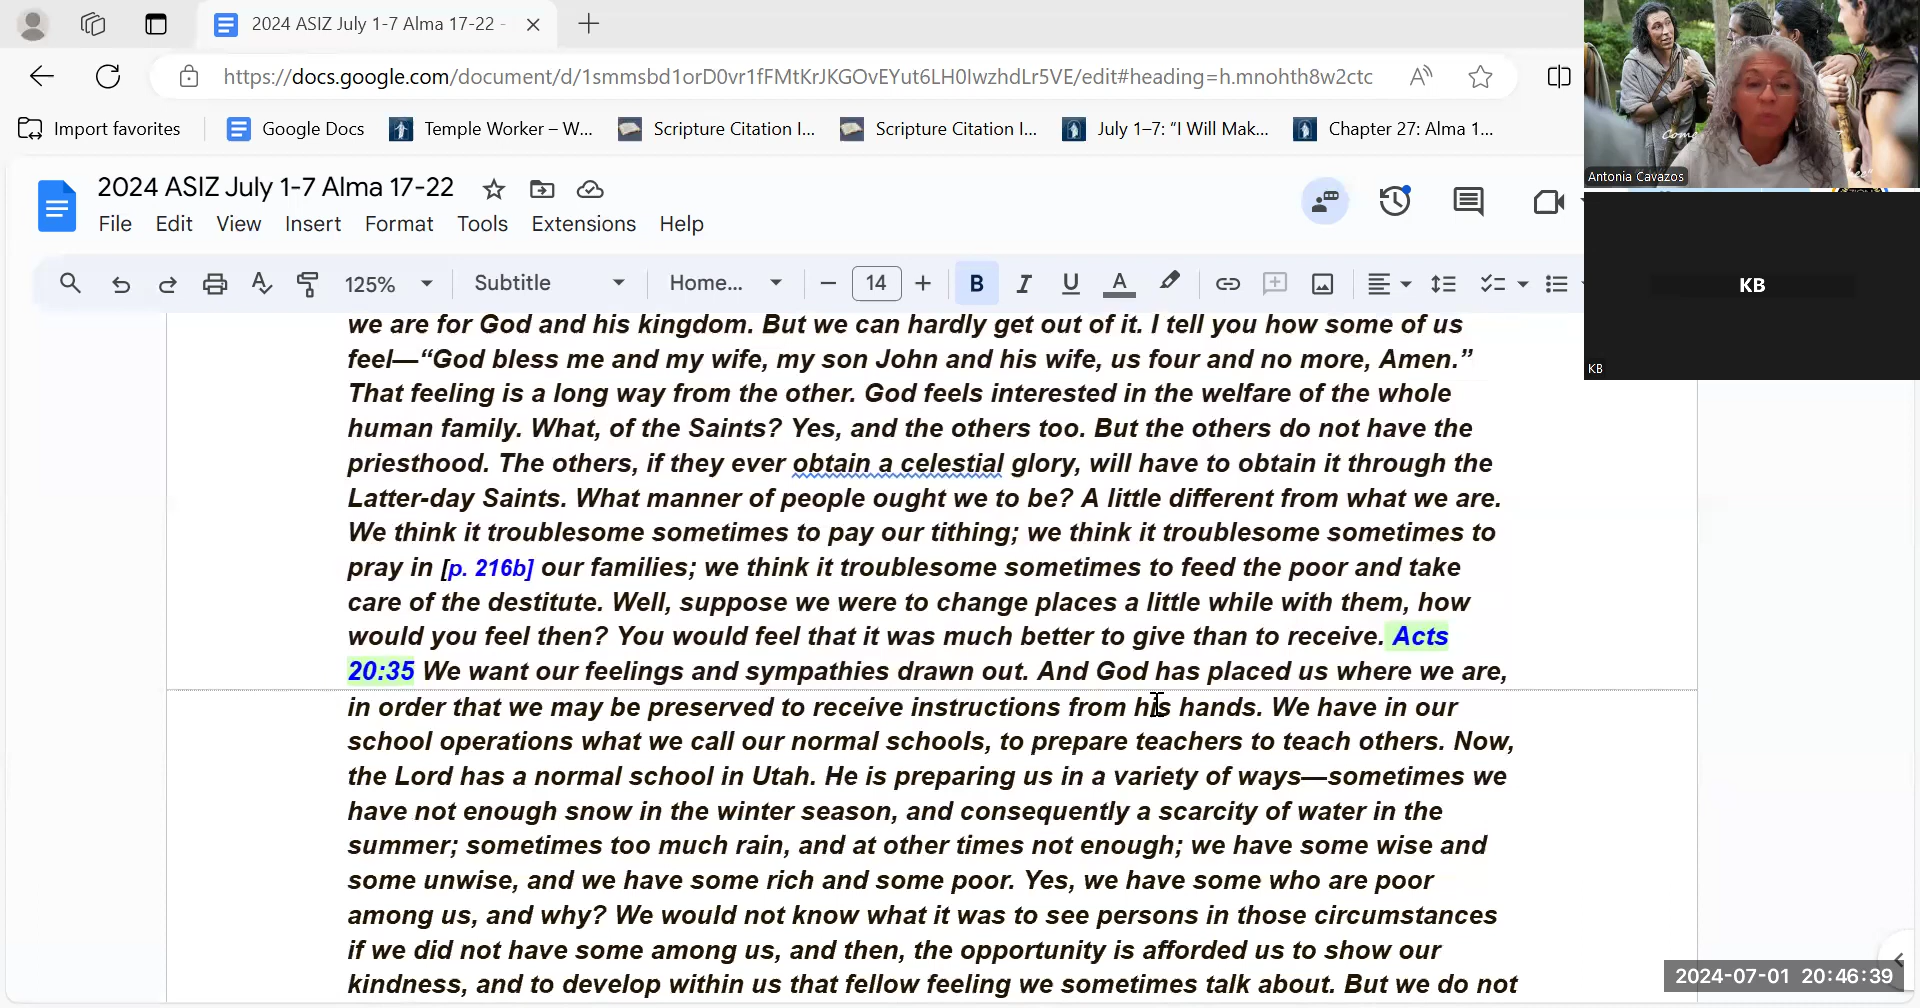 2024 ASIZ July 1-7 Alma 17-22 -
https://docs.google.com/document/d/1smmsbd1orD0vr1fFMtKrJKGOvEYut6LH0IwzhdLr5VE/edit#heading=h.mnohth8w2ctc
Import favorites
Google Docs
Temple Worker – W...
Scripture Citation I...
Scripture Citation I...
July 1–7: “I Will Mak...
Chapter 27: Alma 1...
Come
Antonia Cavazos
2024 ASIZ July 1-7 Alma 17-22
File Edit View Insert Format Tools Extensions Help
125% Subtitle Home... 14 B I U A
KB
KB
we are for God and his kingdom. But we can hardly get out of it. I tell you how some of us
feel—“God bless me and my wife, my son John and his wife, us four and no more, Amen.”
That feeling is a long way from the other. God feels interested in the welfare of the whole
human family. What, of the Saints? Yes, and the others too. But the others do not have the
priesthood. The others, if they ever obtain a celestial glory, will have to obtain it through the
Latter-day Saints. What manner of people ought we to be? A little different from what we are.
We think it troublesome sometimes to pay our tithing; we think it troublesome sometimes to
pray in [p. 216b] our families; we think it troublesome sometimes to feed the poor and take
care of the destitute. Well, suppose we were to change places a little while with them, how
would you feel then? You would feel that it was much better to give than to receive. Acts
20:35 We want our feelings and sympathies drawn out. And God has placed us where we are,
in order that we may be preserved to receive instructions from his hands. We have in our
school operations what we call our normal schools, to prepare teachers to teach others. Now,
the Lord has a normal school in Utah. He is preparing us in a variety of ways—sometimes we
have not enough snow in the winter season, and consequently a scarcity of water in the
summer; sometimes too much rain, and at other times not enough; we have some wise and
some unwise, and we have some rich and some poor. Yes, we have some who are poor
among us, and why? We would not know what it was to see persons in those circumstances
if we did not have some among us, and then, the opportunity is afforded us to show our
kindness, and to develop within us that fellow feeling we sometimes talk about. But we do not
2024-07-01 20:46:39